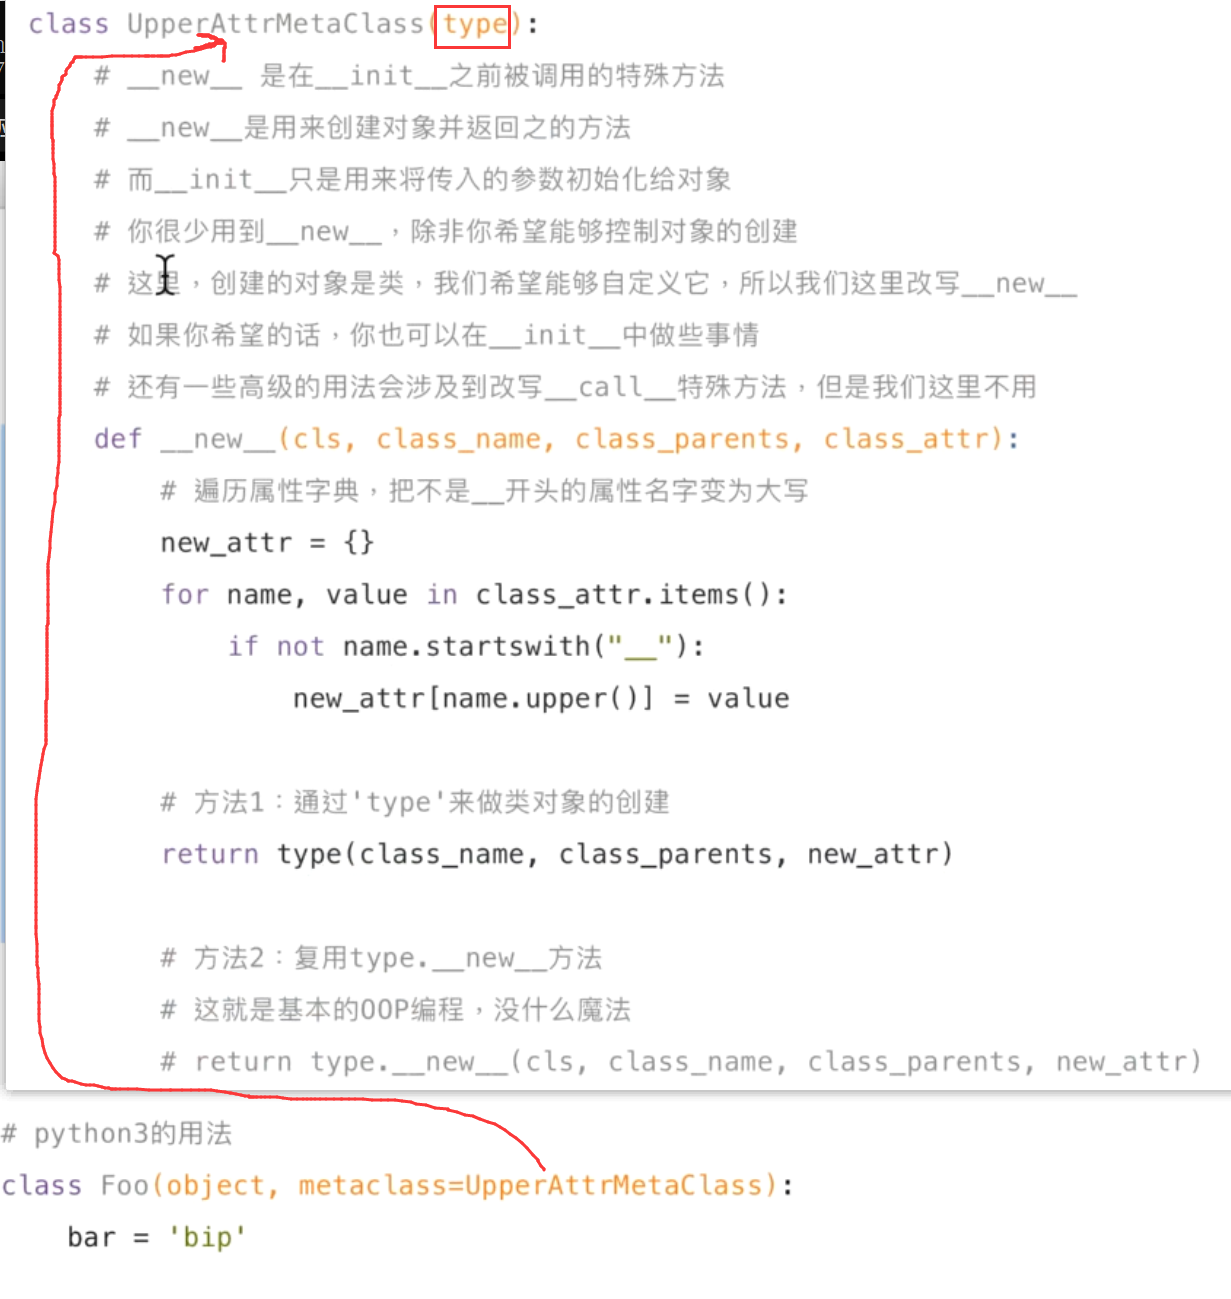 class UpperAttrMetaClass(type):
# __new__ 是在__init__之前被调用的特殊方法
# __new__是用来创建对象并返回之的方法
# 而__init__只是用来将传入的参数初始化给对象
# 你很少用到__new__，除非你希望能够控制对象的创建
# 这里，创建的对象是类，我们希望能够自定义它，所以我们这里改写__new__
# 如果你希望的话，你也可以在__init__中做些事情
# 还有一些高级的用法会涉及到改写__call__特殊方法，但是我们这里不用
def __new__(cls, class_name, class_parents, class_attr):
# 遍历属性字典，把不是__开头的属性名字变为大写
new_attr = {}
for name, value in class_attr.items():
if not name.startswith("__"):
new_attr[name.upper()] = value
# 方法1：通过'type'来做类对象的创建
return type(class_name, class_parents, new_attr)
# 方法2：复用type.__new__方法
# 这就是基本的OOP编程，没什么魔法
# return type.__new__(cls, class_name, class_parents, new_attr)
# python3的用法
class Foo(object, metaclass=UpperAttrMetaClass):
bar = 'bip'